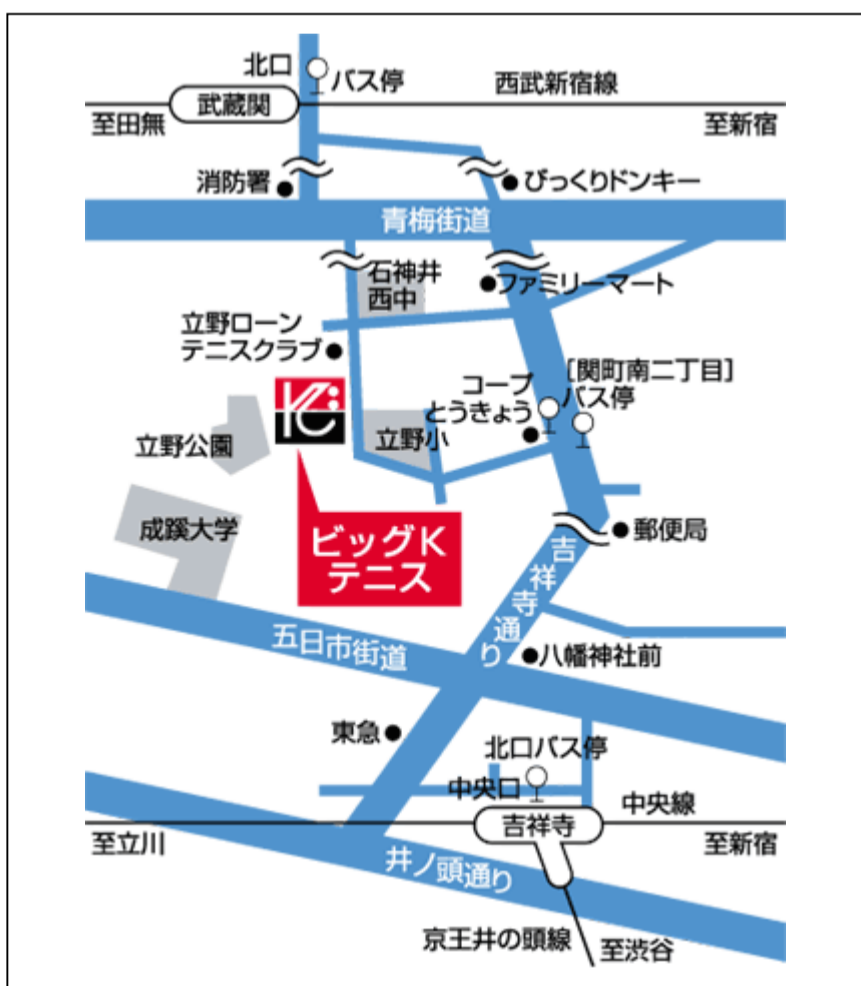 北口
バス停
西武新宿線
武蔵関
至田無
至新宿
消防署
びっくりドンキー
青梅街道
石神井
西中
ファミリーマート
立野ローン
テニスクラブ
コープ
とうきょう
[関町南二丁目]
バス停
立野小
立野公園
成蹊大学
ビッグK
テニス
郵便局
吉祥寺通り
五日市街道
八幡神社前
東急
北口バス停
中央口
中央線
吉祥寺
至立川
至新宿
井ノ頭通り
京王井の頭線
至渋谷